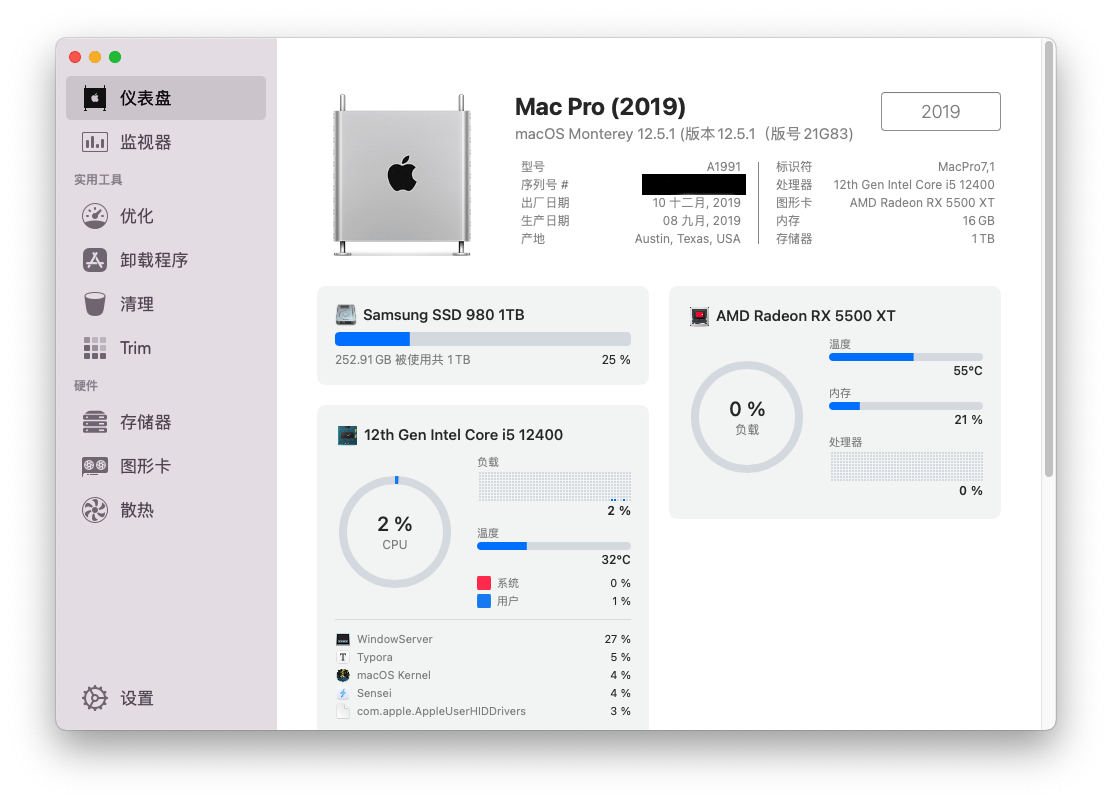 仪表盘
监视器
实用工具
优化
卸载程序
清理
Trim
硬件
存储器
图形卡
散热
设置
Mac Pro (2019)
macOS Monterey 12.5.1 (版本 12.5.1（版号 21G83)
2019
型号 A1991
序列号 #
出厂日期 10 十二月, 2019
生产日期 08 九月, 2019
产地 Austin, Texas, USA
标识符 MacPro7,1
处理器 12th Gen Intel Core i5 12400
图形卡 AMD Radeon RX 5500 XT
内存 16 GB
存储器 1 TB
Samsung SSD 980 1TB
252.91 GB 被使用共 1 TB 25 %
12th Gen Intel Core i5 12400
2 %
CPU
负载
2 %
温度
32°C
系统 0 %
用户 1 %
WindowServer 27 %
Typora 5 %
macOS Kernel 4 %
Sensei 4 %
com.apple.AppleUserHIDDrivers 3 %
AMD Radeon RX 5500 XT
0 %
负载
温度
55°C
内存
21 %
处理器
0 %